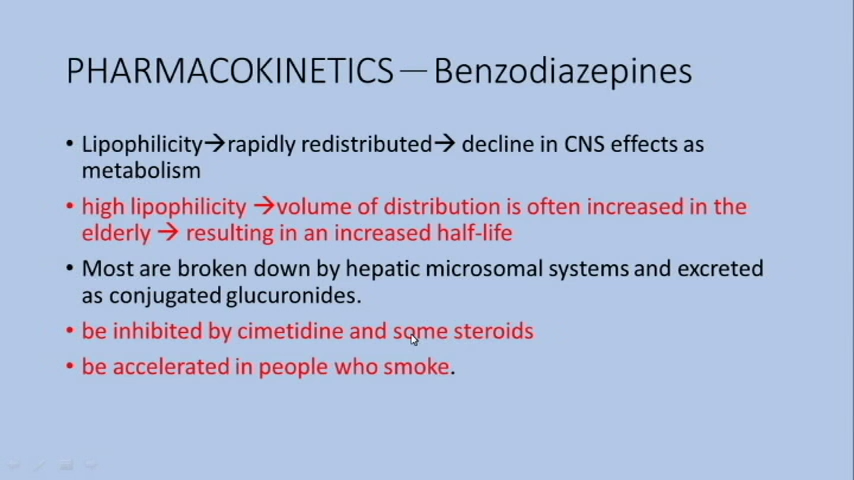 PHARMACOKINETICS—Benzodiazepines
• Lipophilicity→rapidly redistributed→ decline in CNS effects as
metabolism
• high lipophilicity →volume of distribution is often increased in the
elderly → resulting in an increased half-life
• Most are broken down by hepatic microsomal systems and excreted
as conjugated glucuronides.
• be inhibited by cimetidine and some steroids
• be accelerated in people who smoke.